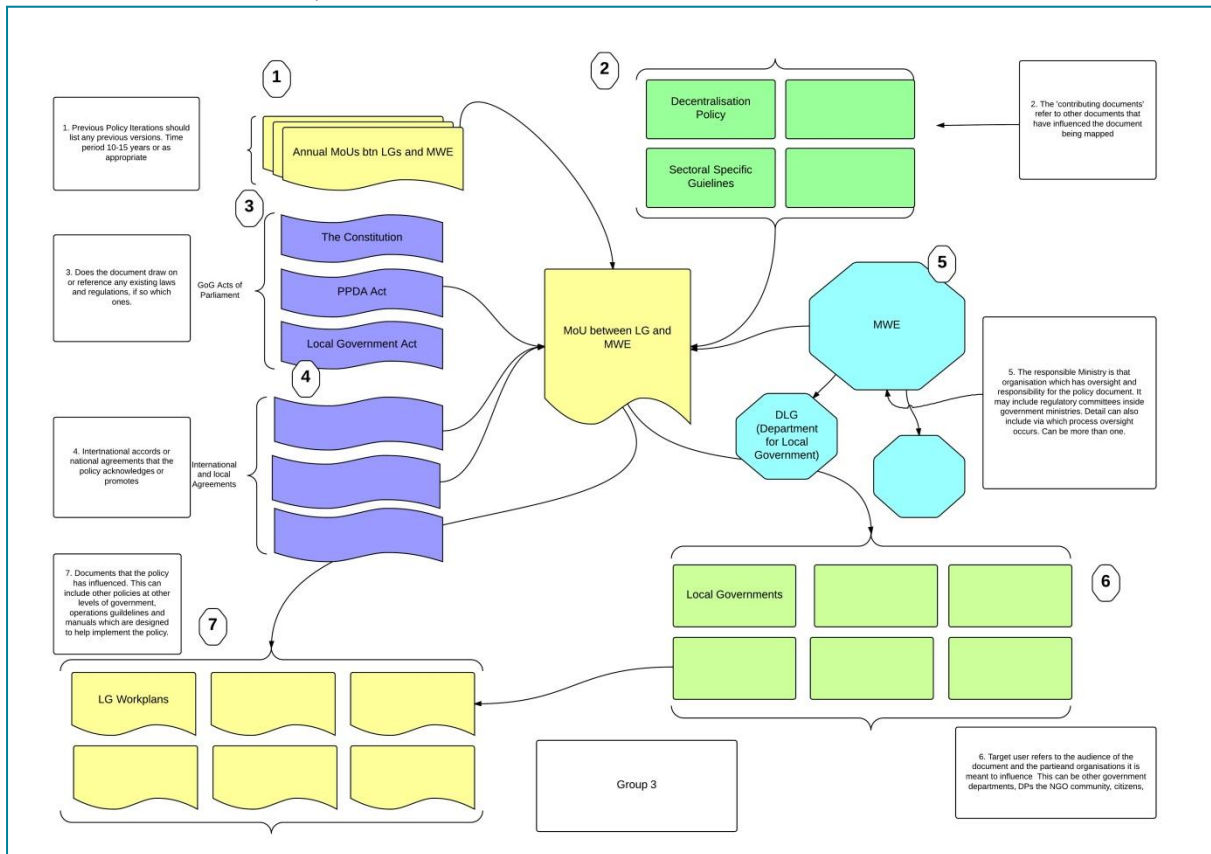 1
1. Previous Policy Iterations should
list any previous versions. Time
period 10-15 years or as
appropriate
Annual MoUs btn LGs and MWE
2
Decentralisation
Policy
Sectoral Specific
Guielines
2. The 'contributing documents'
refer to other documents that
have influenced the document
being mapped
3
3. Does the document draw on
or reference any existing laws
and regulations, if so which
ones.
GoG Acts of
Parliament
The Constitution
PPDA Act
Local Government Act
MoU between LG and
MWE
5
MWE
DLG
(Department
for Local
Government)
5. The responsible Ministry is that
organisation which has oversight and
responsibility for the policy document. It
may include regulatory committees inside
government ministries. Detail can also
include via which process oversight
occurs. Can be more than one.
4
4. International accords or
national agreements that the
policy acknowledges or
promotes
International
and local
Agreements
7. Documents that the policy
has influenced. This can
include other policies at other
levels of government,
operations guildelines and
manuals which are designed
to help implement the policy.
7
LG Workplans
Local Governments
6
Group 3
6. Target user refers to the audience of the
document and the partieand organisations it is
meant to influence This can be other government
departments, DPs the NGO community, citizens,